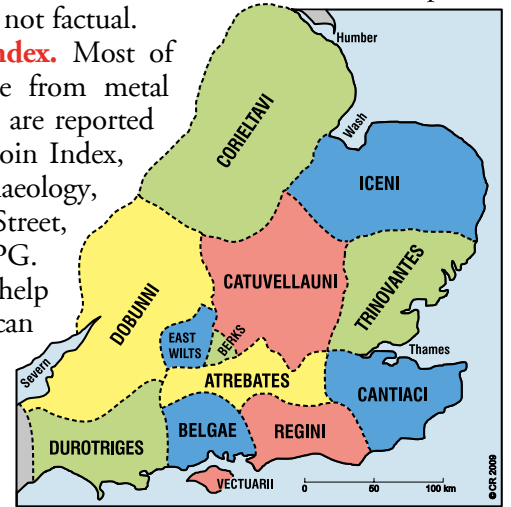 not factual.
ndex. Most of
e from metal
are reported
oin Index,
haeology,
Street,
PG.
help
can
Humber
Wash
CORIELTAVI
ICENI
CATUVELLAUNI
TRINOVANTES
DOBUNNI
EAST
WILTS
BERKS
Thames
Severn
ATREBATES
CANTIACI
BELGAE
REGINI
DUROTRIGES
VECTUARII
0 50 100 km
© CR 2009